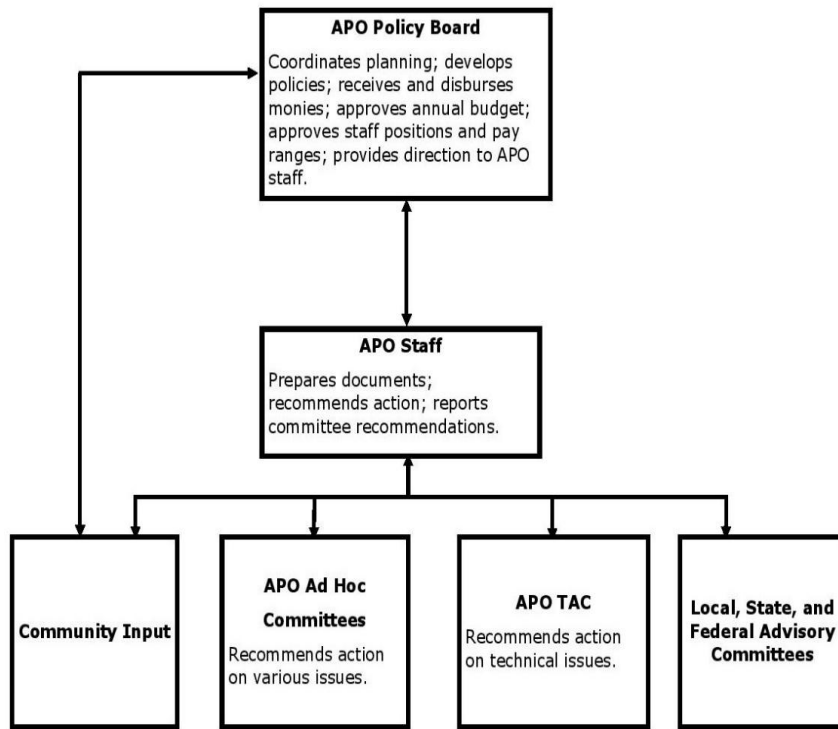 APO Policy Board
Coordinates planning; develops
policies; receives and disburses
monies; approves annual budget;
approves staff positions and pay
ranges; provides direction to APO
staff.
APO Staff
Prepares documents;
recommends action; reports
committee recommendations.
Community Input
APO Ad Hoc
Committees
Recommends action
on various issues.
APO TAC
Recommends action
on technical issues.
Local, State, and
Federal Advisory
Committees